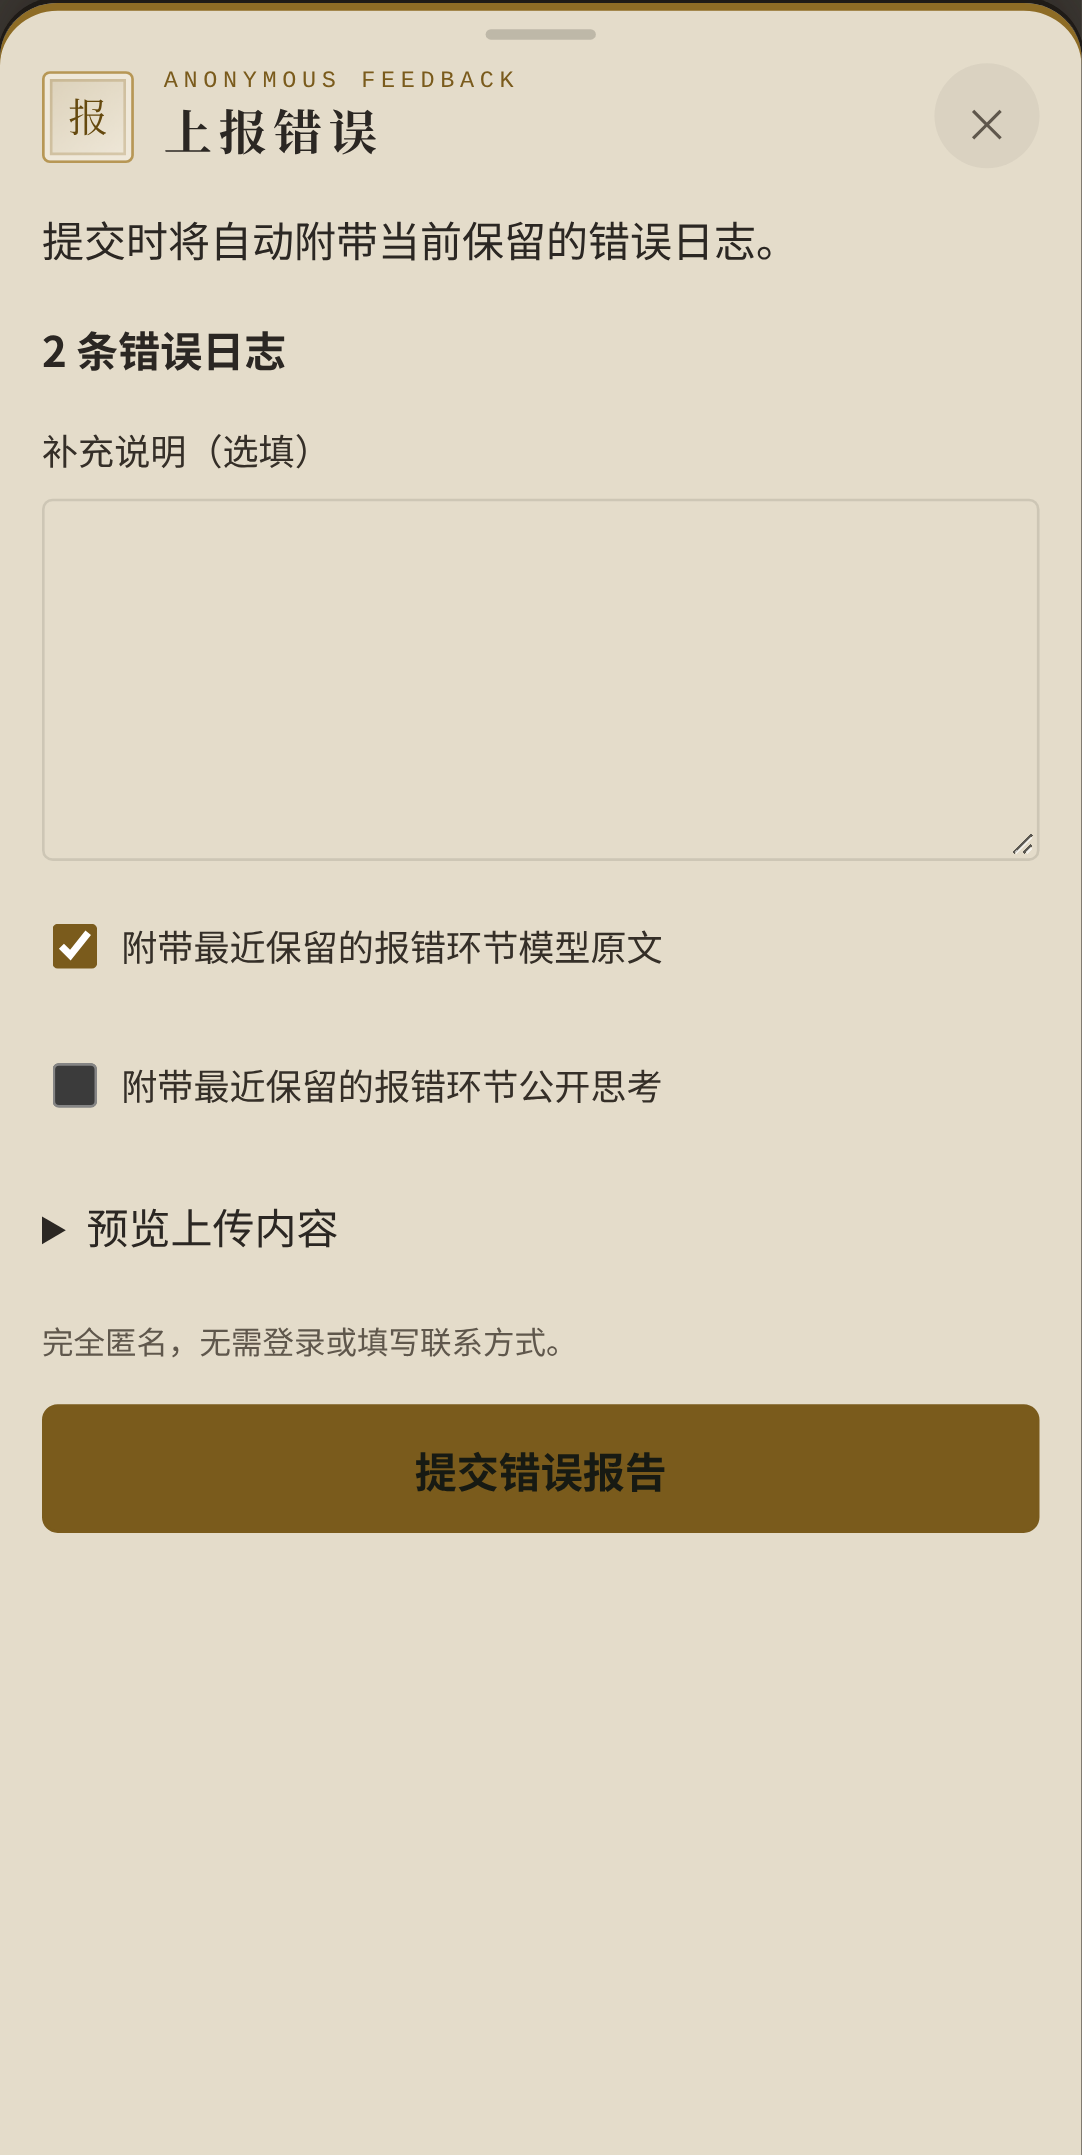 报
ANONYMOUS FEEDBACK
上报错误
提交时将自动附带当前保留的错误日志。
2 条错误日志
补充说明（选填）
附带最近保留的报错环节模型原文
附带最近保留的报错环节公开思考
预览上传内容
完全匿名，无需登录或填写联系方式。
提交错误报告